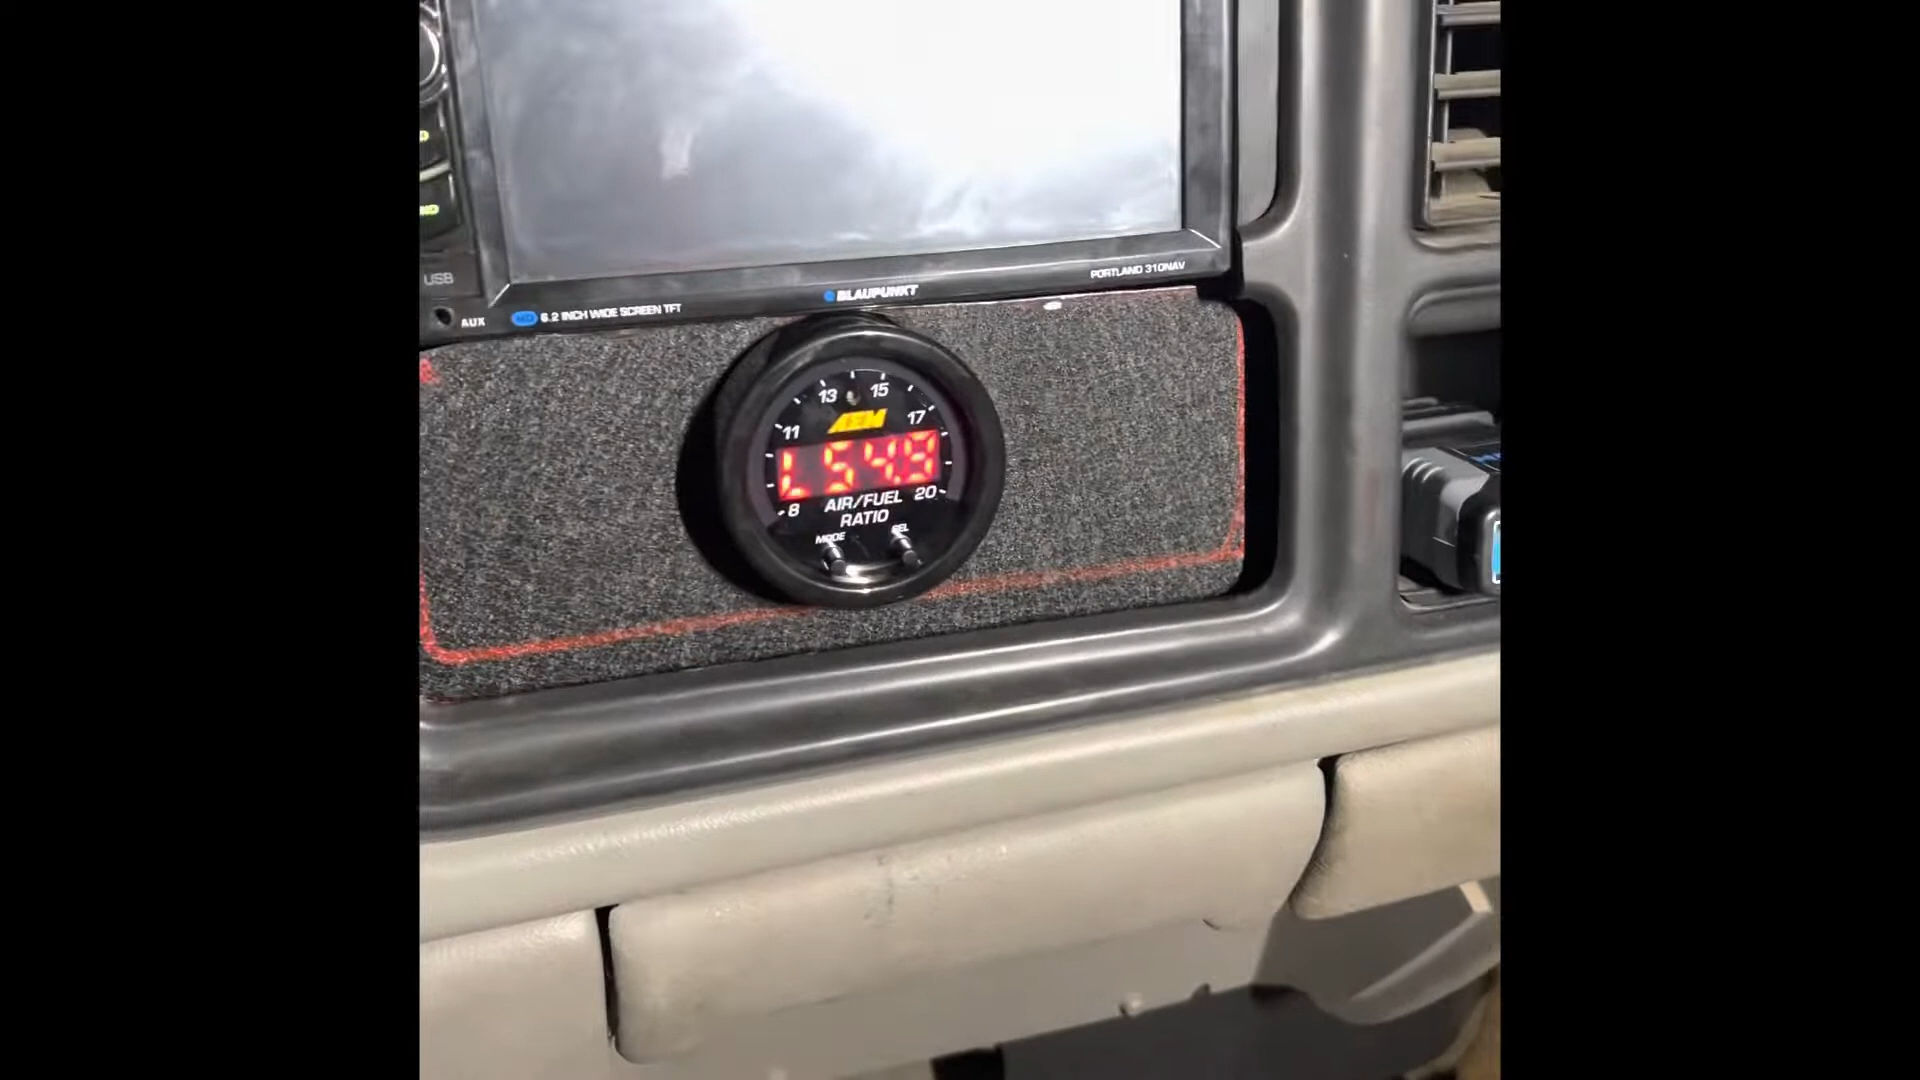 USB
AUX
6.2 INCH WIDE SCREEN TFT
BLAUPUNKT
PORTLAND 310NAV
13 15
11 17
AEM
L54.9
8 AIR/FUEL 20
RATIO
MODE SEL